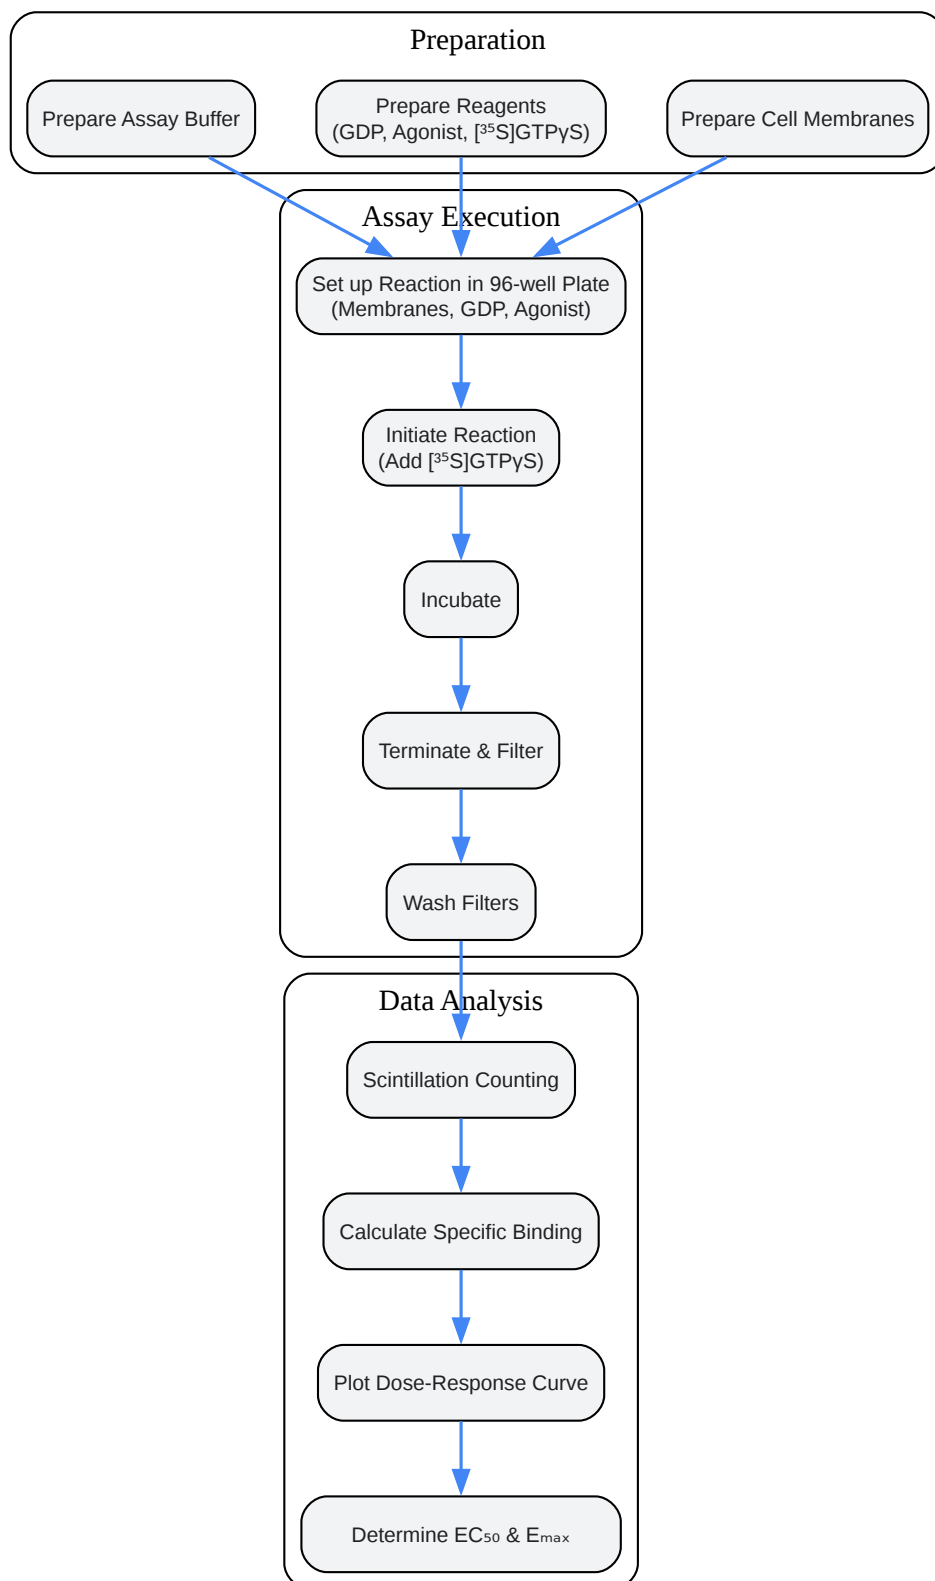 Preparation
Prepare Assay Buffer
Prepare Reagents
(GDP, Agonist, [³⁵S]GTPγS)
Prepare Cell Membranes
Assay Execution
Set up Reaction in 96-well Plate
(Membranes, GDP, Agonist)
Initiate Reaction
(Add [³⁵S]GTPγS)
Incubate
Terminate & Filter
Wash Filters
Data Analysis
Scintillation Counting
Calculate Specific Binding
Plot Dose-Response Curve
Determine EC₅₀ & Eₘₐₓ